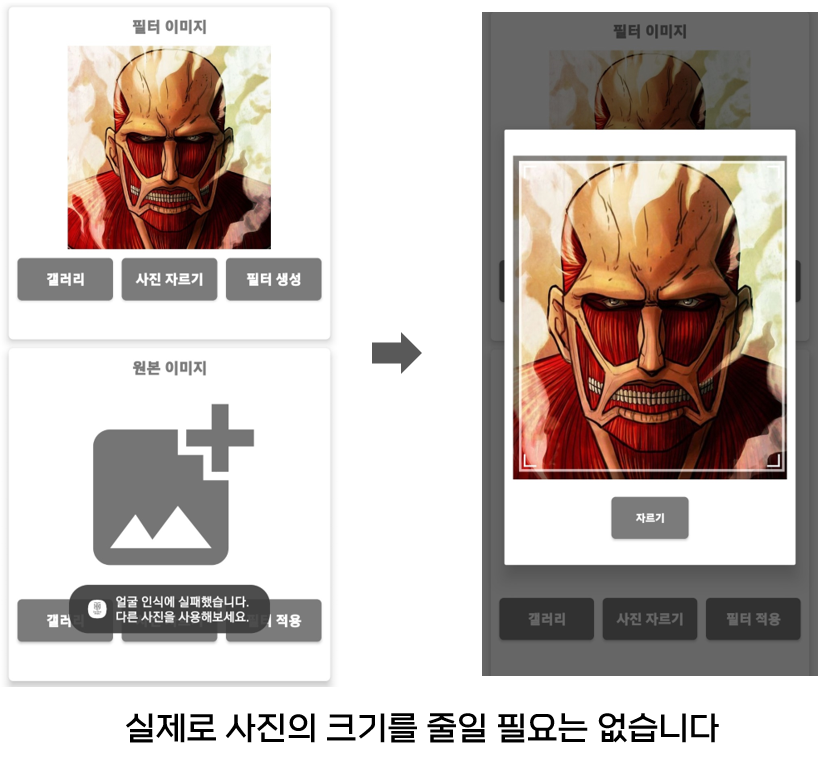 필터 이미지
갤러리
사진 자르기
필터 생성
원본 이미지
얼굴 인식에 실패했습니다.
다른 사진을 사용해보세요.
갤러리
적용
필터 이미지
자르기
갤러리
사진 자르기
필터 적용
실제로 사진의 크기를 줄일 필요는 없습니다